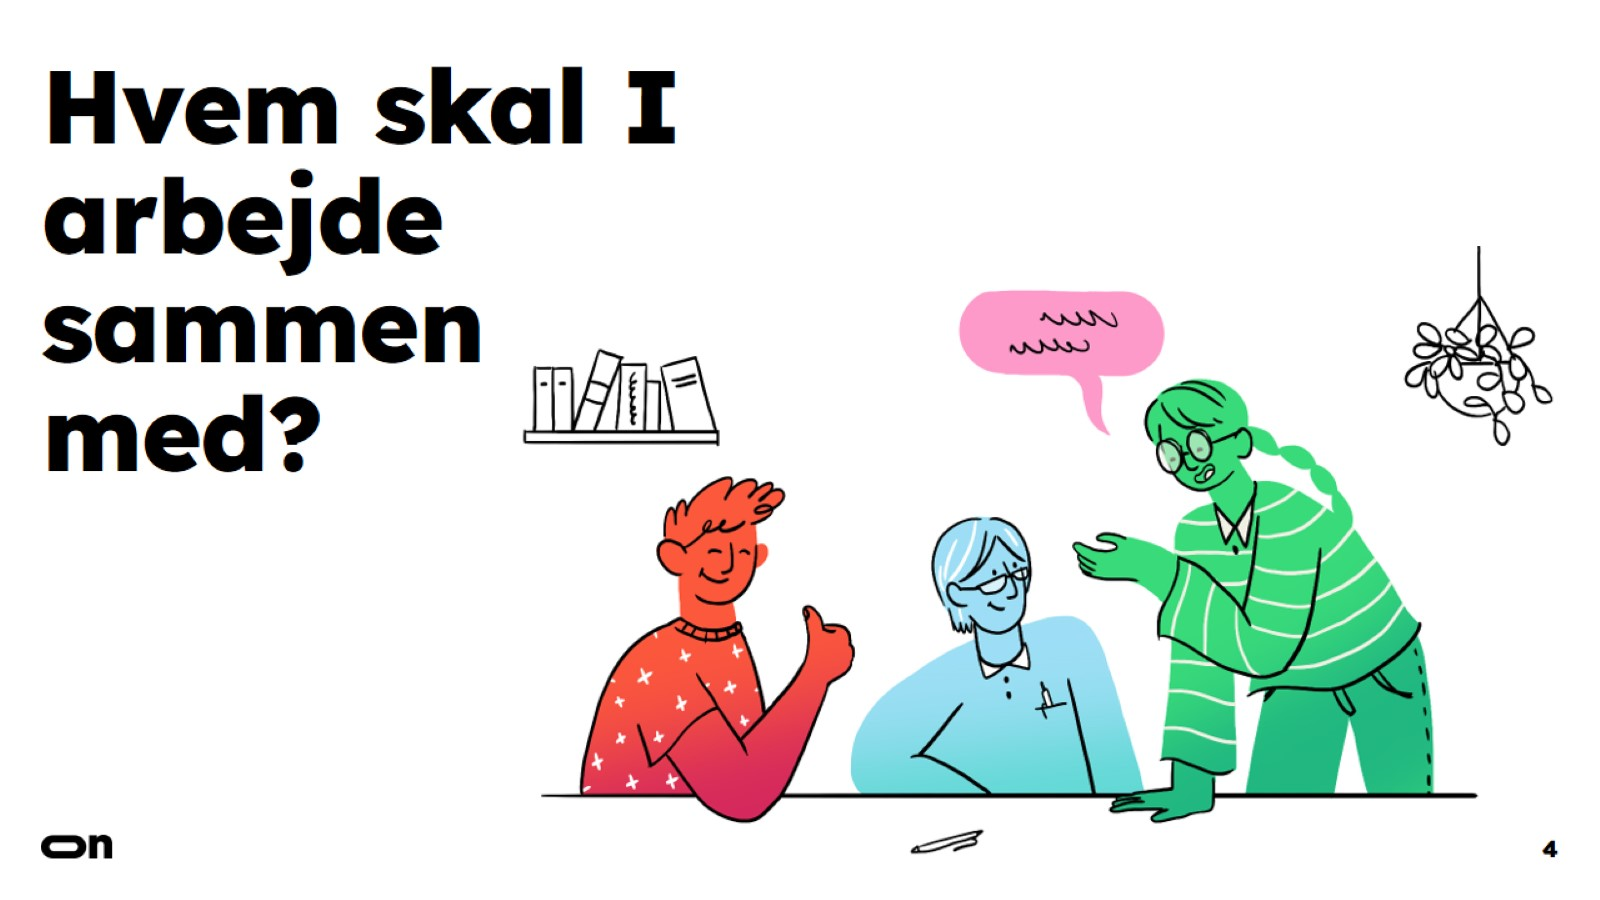 Hvem skal I
arbejde
sammen
med?
on
4